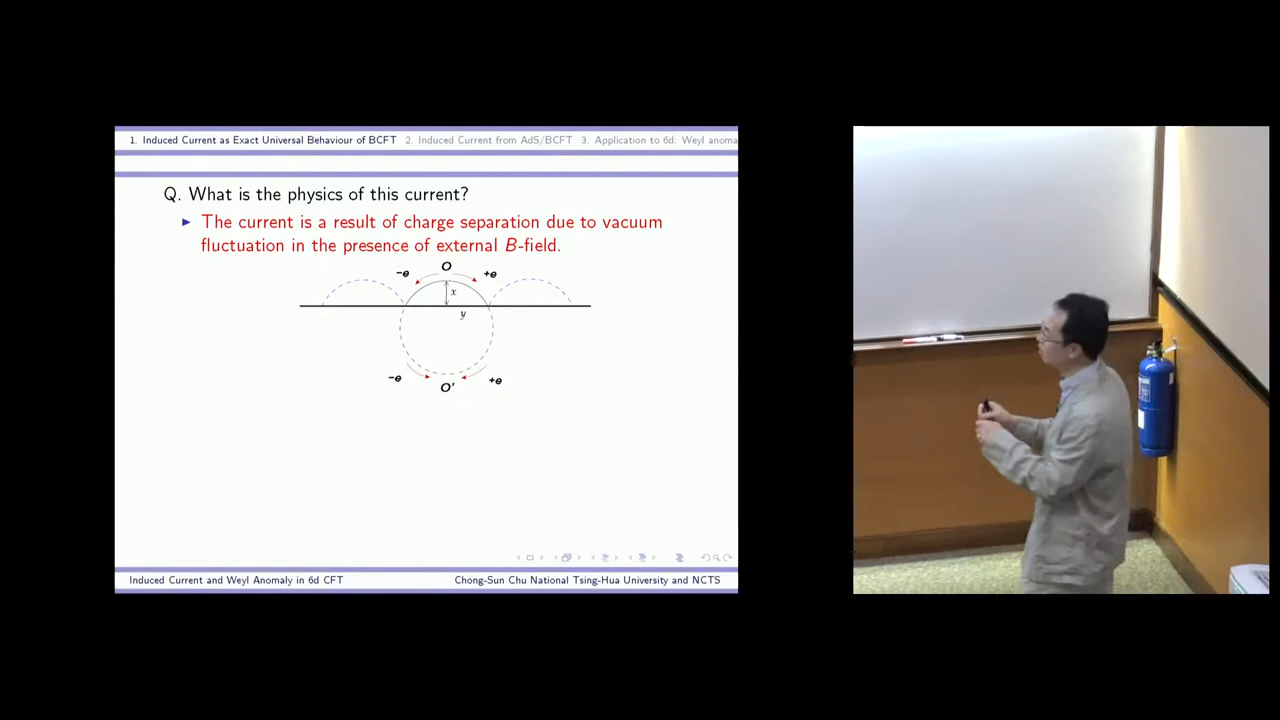 1. Induced Current as Exact Universal Behaviour of BCFT 2. Induced Current from AdS/BCFT 3. Application to 6d: Weyl anoma
Q. What is the physics of this current?
▶ The current is a result of charge separation due to vacuum
fluctuation in the presence of external B-field.
-e O +e
x
y
-e O' +e
Induced Current and Weyl Anomaly in 6d CFT Chong-Sun Chu National Tsing-Hua University and NCTS